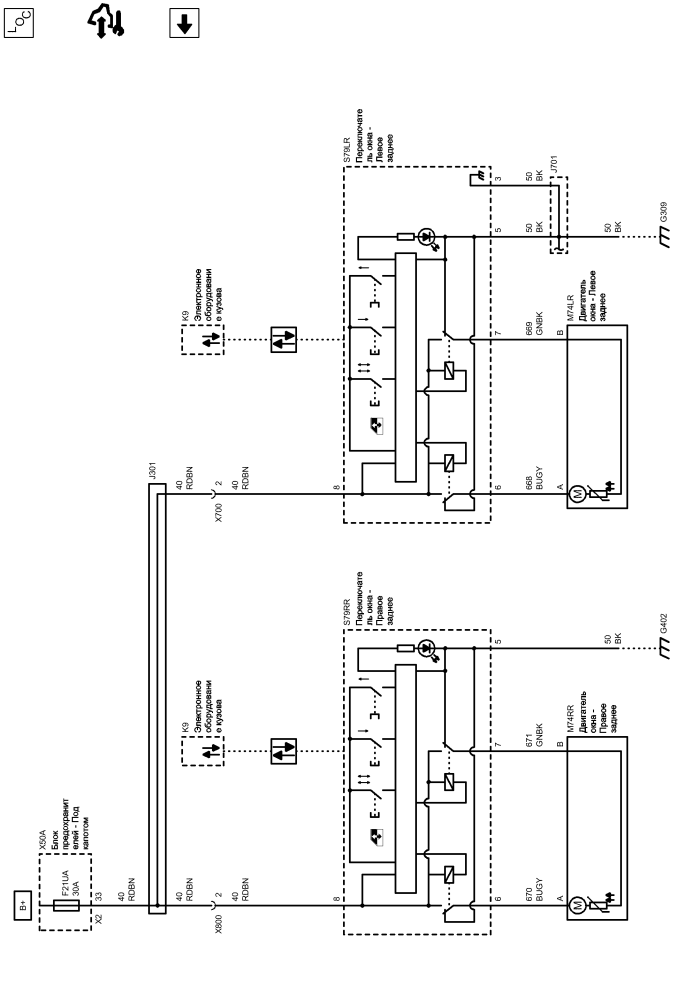 LOC
B+
X50A
Блок
предохранит
елей - Под
капотом
F21UA
30A
X2
33
40
RDBN
J301
40
RDBN
X800
2
40
RDBN
40
RDBN
X700
2
40
RDBN
K9
Электронное
оборудовани
е кузова
K9
Электронное
оборудовани
е кузова
8
S79RR
Переключате
ль окна -
Правое
заднее
6
7
5
670
BUGY
671
GNBK
50
BK
G402
A
B
M74RR
Двигатель
окна -
Правое
заднее
M
8
S79LR
Переключате
ль окна -
Левое
заднее
6
7
5
3
668
BUGY
669
GNBK
50
BK
50
BK
J701
50
BK
G309
A
B
M74LR
Двигатель
окна - Левое
заднее
M